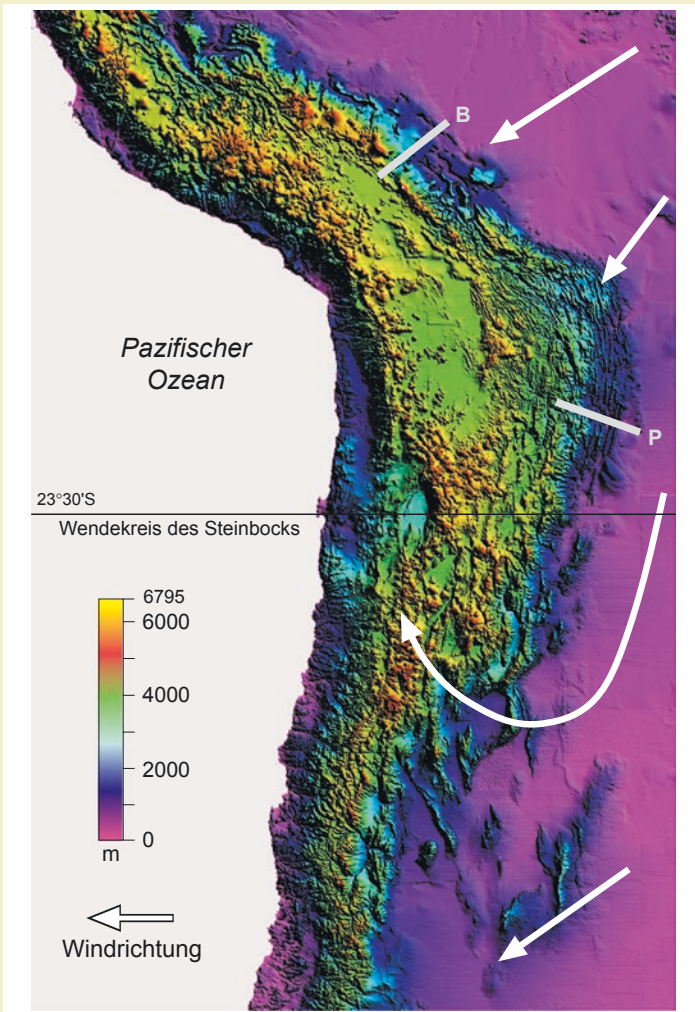 B
Pazifischer
Ozean
P
23°30'S
Wendekreis des Steinbocks
6795
6000
4000
2000
0
m
Windrichtung